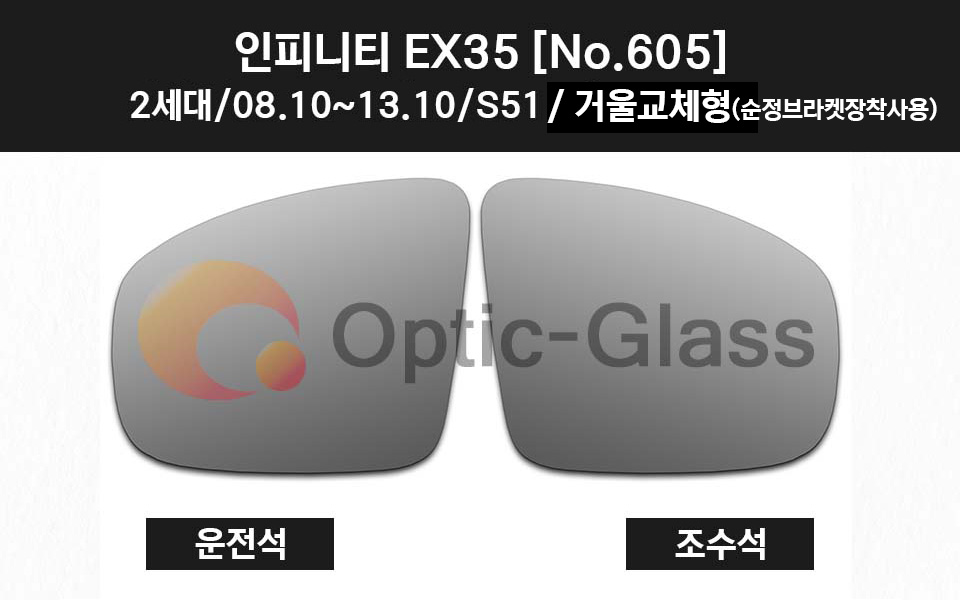 인피니티 EX35 [No.605]
2세대/08.10~13.10/S51/ 거울교체형(순정브라켓장착사용)
Optic-Glass
운전석
조수석